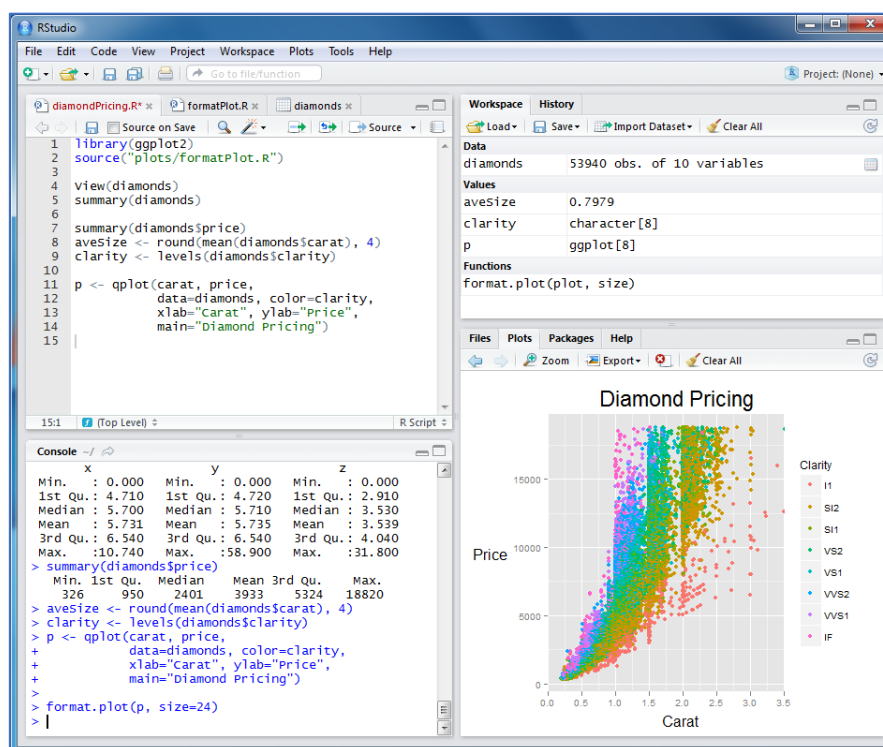 RStudio
File Edit Code View Project Workspace Plots Tools Help
Go to file/function
Project: (None)
diamondPricing.R* formatPlot.R diamonds
Source on Save Source
1 library(ggplot2)
2 source("plots/formatPlot.R")
3
4 View(diamonds)
5 summary(diamonds)
6
7 summary(diamonds$price)
8 aveSize <- round(mean(diamonds$carat), 4)
9 clarity <- levels(diamonds$clarity)
10
11 p <- qplot(carat, price,
12 data=diamonds, color=clarity,
13 xlab="Carat", ylab="Price",
14 main="Diamond Pricing")
15
15:1 (Top Level) R Script
Console ~/
x y z
Min. : 0.000 Min. : 0.000 Min. : 0.000
1st Qu.: 4.710 1st Qu.: 4.720 1st Qu.: 2.910
Median : 5.700 Median : 5.710 Median : 3.530
Mean : 5.731 Mean : 5.735 Mean : 3.539
3rd Qu.: 6.540 3rd Qu.: 6.540 3rd Qu.: 4.040
Max. :10.740 Max. :58.900 Max. :31.800
> summary(diamonds$price)
Min. 1st Qu. Median Mean 3rd Qu. Max.
326 950 2401 3933 5324 18820
> aveSize <- round(mean(diamonds$carat), 4)
> clarity <- levels(diamonds$clarity)
> p <- qplot(carat, price,
+ data=diamonds, color=clarity,
+ xlab="Carat", ylab="Price",
+ main="Diamond Pricing")
>
> format.plot(p, size=24)
>
Workspace History
Load Save Import Dataset Clear All
Data
diamonds 53940 obs. of 10 variables
Values
aveSize 0.7979
clarity character[8]
p ggplot[8]
Functions
format.plot(plot, size)
Files Plots Packages Help
Zoom Export Clear All
Diamond Pricing
Price
15000
10000
5000
0
0.0 0.5 1.0 1.5 2.0 2.5 3.0 3.5
Carat
Clarity
I1
SI2
SI1
VS2
VS1
VVS2
VVS1
IF